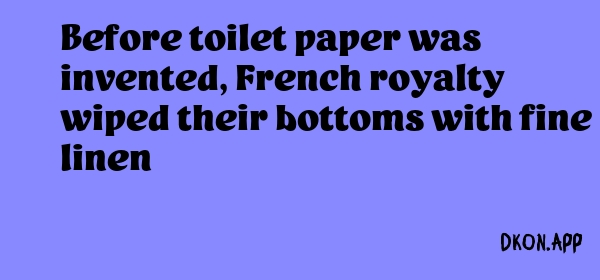 Before toilet paper was
invented, French royalty
wiped their bottoms with fine
linen
DKON.APP